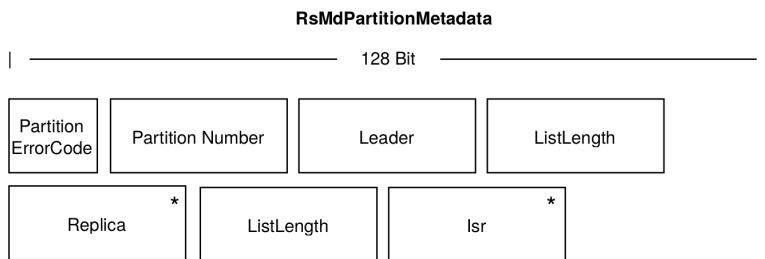 RsMdPartitionMetadata
| 128 Bit
Partition
ErrorCode
Partition Number
Leader
ListLength
Replica *
ListLength
Isr *